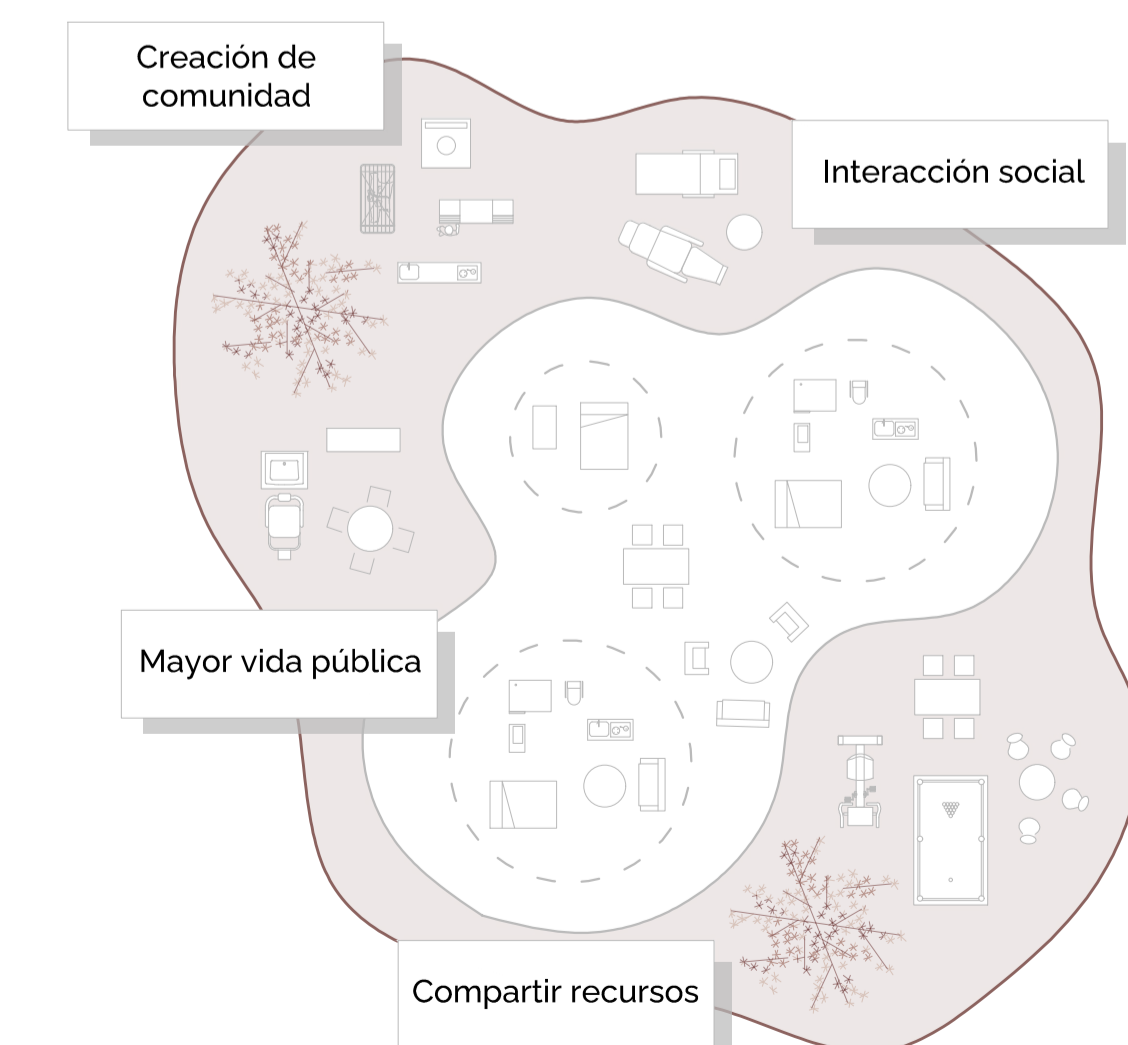 Creación de
comunidad
Interacción social
Mayor vida pública
Compartir recursos